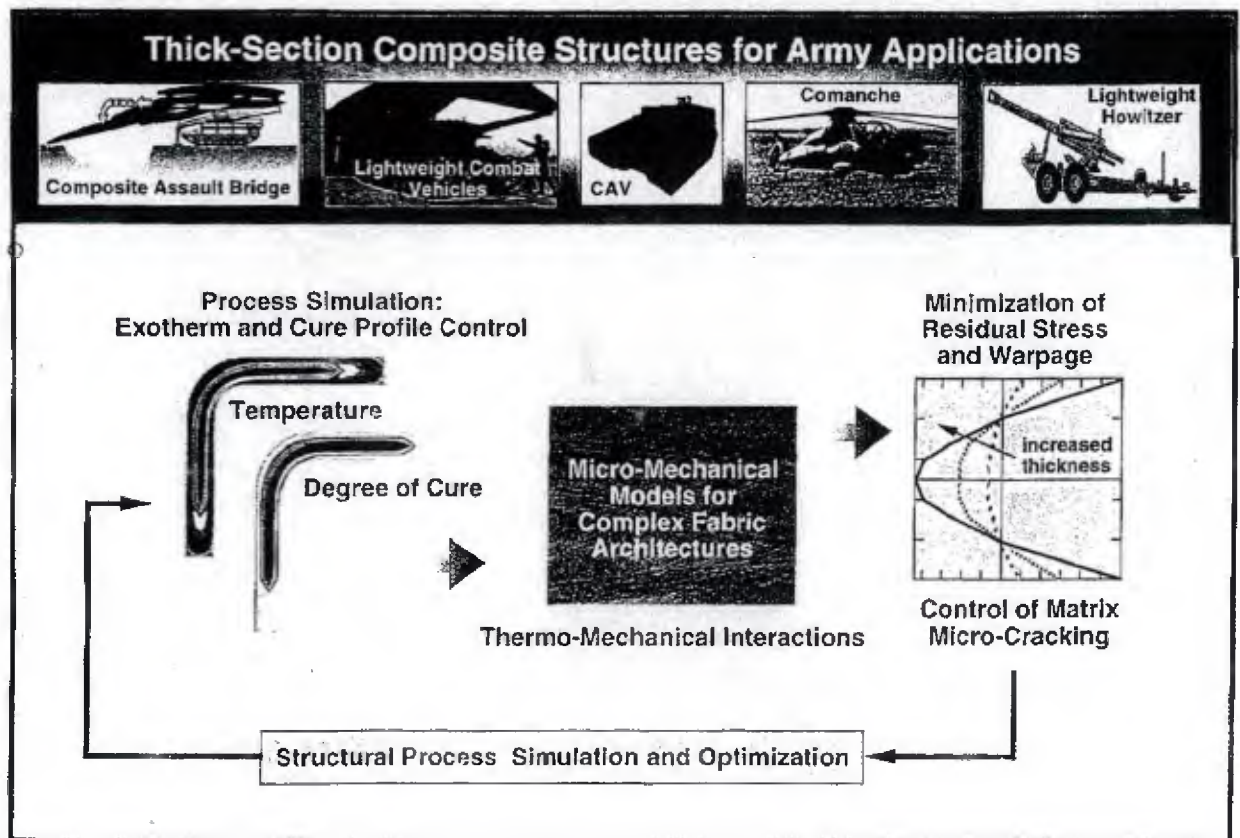 Thick-Section Composite Structures for Army Applications
Composite Assault Bridge
Lightweight Combat
Vehicles
CAV
Comanche
Lightweight
Howitzer
Process Simulation:
Exotherm and Cure Profile Control
Temperature
Degree of Cure
Micro-Mechanical
Models for
Complex Fabric
Architectures
Thermo-Mechanical Interactions
Minimization of
Residual Stress
and Warpage
increased
thickness
Control of Matrix
Micro-Cracking
Structural Process Simulation and Optimization